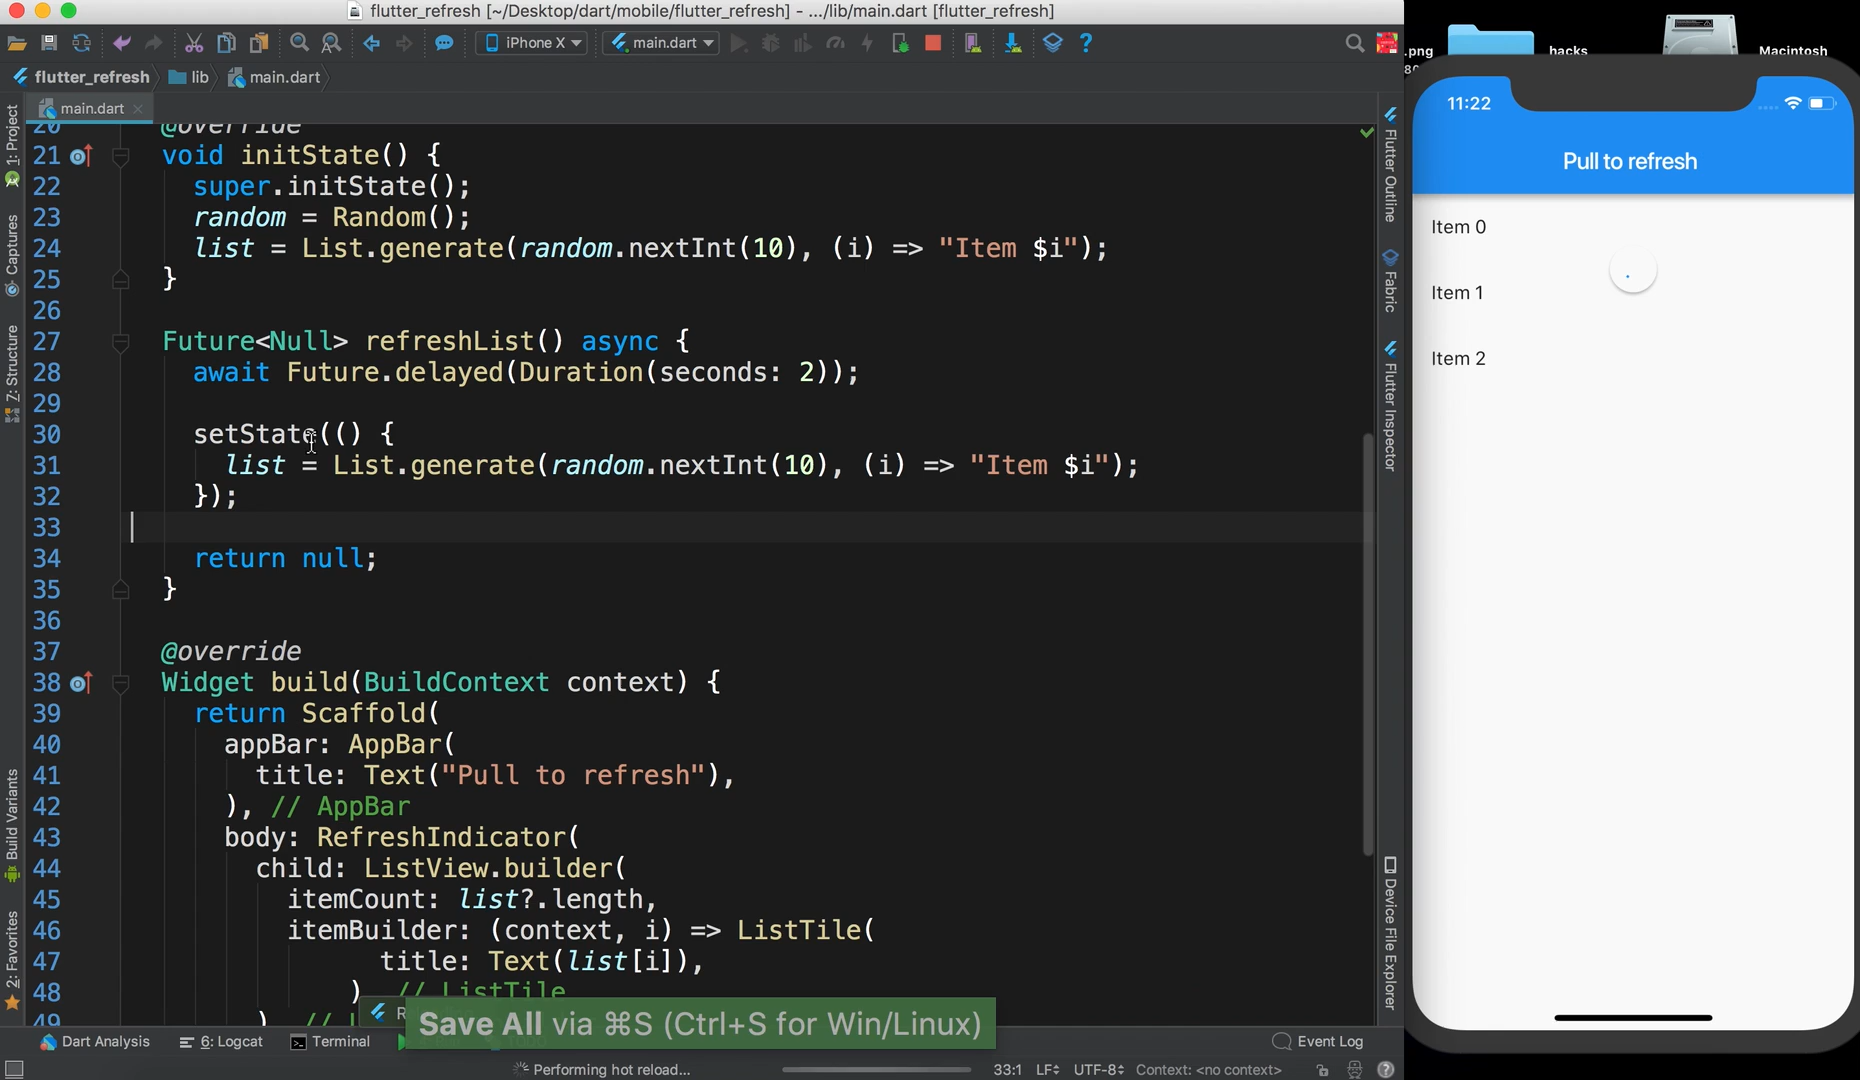 flutter_refresh [~/Desktop/dart/mobile/flutter_refresh] - .../lib/main.dart [flutter_refresh]
iPhone X
main.dart
.png
hacks
Macintosh
flutter_refresh
lib
main.dart
main.dart
1: Project
Captures
Z: Structure
Build Variants
2: Favorites
20 @override
21 void initState() {
22 super.initState();
23 random = Random();
24 list = List.generate(random.nextInt(10), (i) => "Item $i");
25 }
26
27 Future<Null> refreshList() async {
28 await Future.delayed(Duration(seconds: 2));
29
30 setState(() {
31 list = List.generate(random.nextInt(10), (i) => "Item $i");
32 });
33
34 return null;
35 }
36
37 @override
38 Widget build(BuildContext context) {
39 return Scaffold(
40 appBar: AppBar(
41 title: Text("Pull to refresh"),
42 ), // AppBar
43 body: RefreshIndicator(
44 child: ListView.builder(
45 itemCount: list?.length,
46 itemBuilder: (context, i) => ListTile(
47 title: Text(list[i]),
48 ) // ListTile
49 ) //
Save All via ⌘S (Ctrl+S for Win/Linux)
Flutter Outline
Fabric
Flutter Inspector
Device File Explorer
11:22
Pull to refresh
Item 0
Item 1
Item 2
Dart Analysis
6: Logcat
Terminal
Event Log
Performing hot reload...
33:1
LF
UTF-8
Context: <no context>